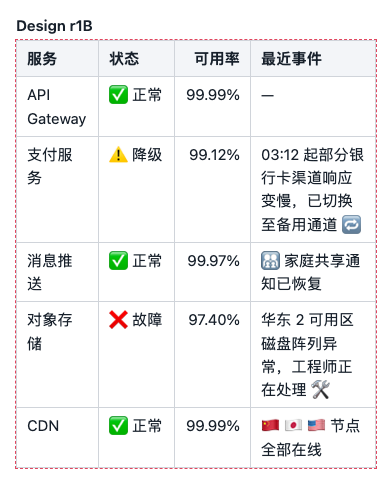 Design r1B
服务 状态 可用率 最近事件
API Gateway ✅ 正常 99.99% —
支付服务 ⚠️ 降级 99.12% 03:12 起部分银行卡渠道响应变慢，已切换至备用通道 🔁
消息推送 ✅ 正常 99.97% 👨‍👩‍👧‍👦 家庭共享通知已恢复
对象存储 ❌ 故障 97.40% 华东 2 可用区磁盘阵列异常，工程师正在处理 🛠️
CDN ✅ 正常 99.99% 🇨🇳 🇯🇵 🇺🇸 节点全部在线